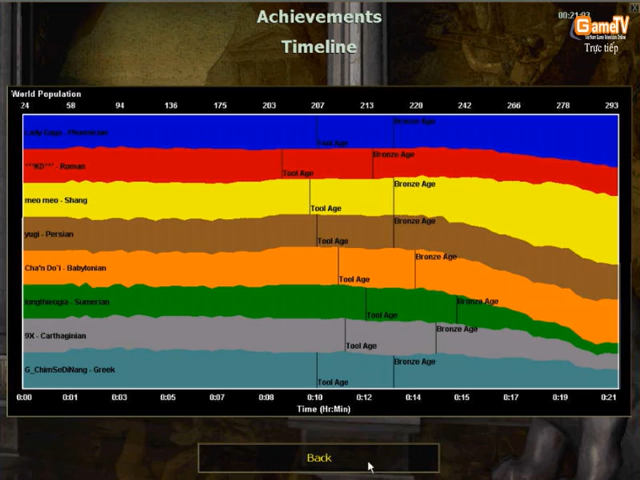 Achievements
Timeline
00:21:03
GameTV
Trực tiếp
World Population
24 58 94 136 175 203 207 213 220 242 266 278 293
Bronze Age
Tool Age
***KD*** - Roman
Bronze Age
Tool Age
meo meo - Shang
Bronze Age
Tool Age
yugi - Persian
Bronze Age
Tool Age
Cha'n Do`i - Babylonian
Bronze Age
Tool Age
Sumerian
Bronze Age
Tool Age
9X - Carthaginian
Bronze Age
Tool Age
G_ChimSeDiNang - Greek
Bronze Age
Tool Age
0:00 0:01 0:03 0:05 0:07 0:08 0:10 0:12 0:14 0:15 0:17 0:19 0:21
Time (Hr:Min)
Back